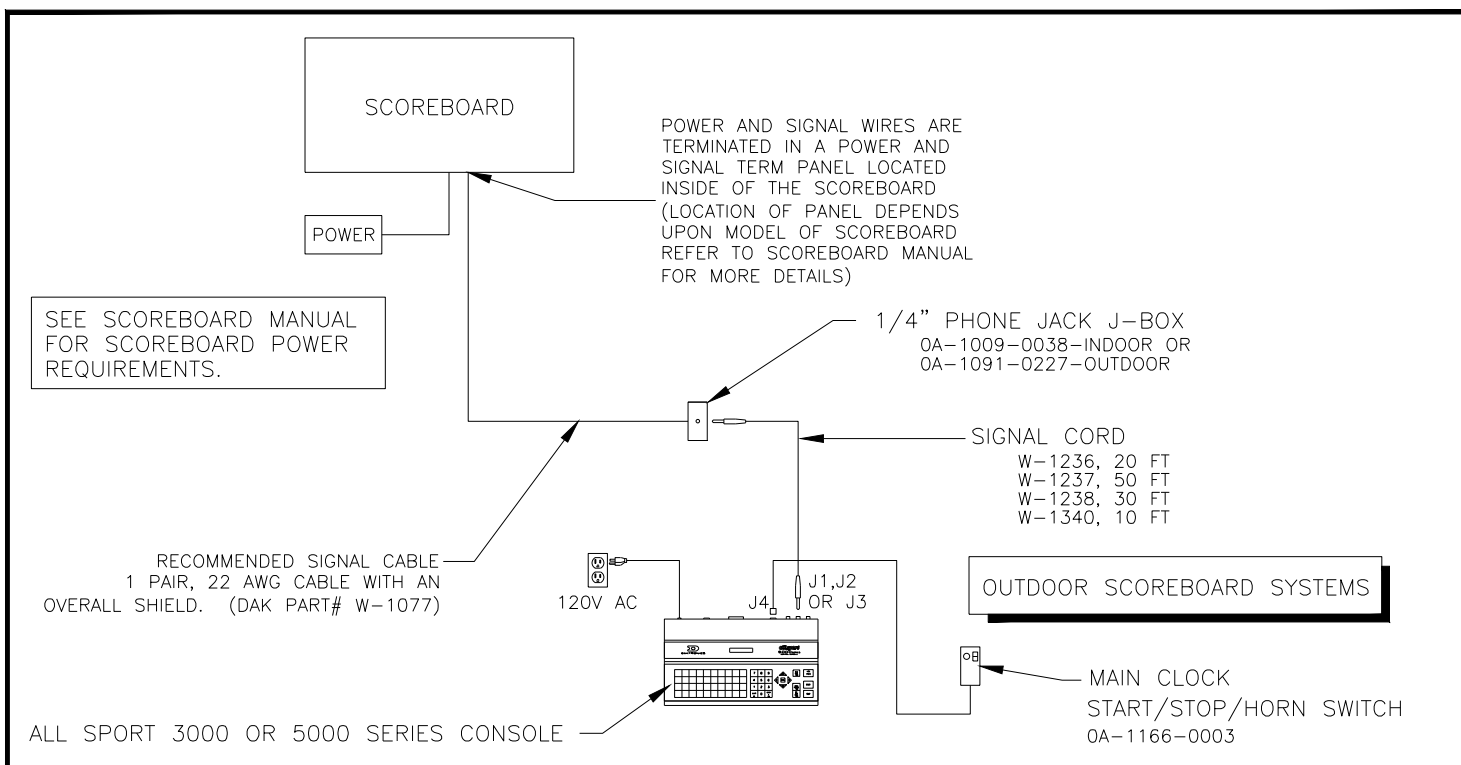 SCOREBOARD
POWER AND SIGNAL WIRES ARE
TERMINATED IN A POWER AND
SIGNAL TERM PANEL LOCATED
INSIDE OF THE SCOREBOARD
(LOCATION OF PANEL DEPENDS
UPON MODEL OF SCOREBOARD
REFER TO SCOREBOARD MANUAL
FOR MORE DETAILS)
POWER
SEE SCOREBOARD MANUAL
FOR SCOREBOARD POWER
REQUIREMENTS.
1/4" PHONE JACK J-BOX
0A-1009-0038-INDOOR OR
0A-1091-0227-OUTDOOR
SIGNAL CORD
W-1236, 20 FT
W-1237, 50 FT
W-1238, 30 FT
W-1340, 10 FT
RECOMMENDED SIGNAL CABLE
1 PAIR, 22 AWG CABLE WITH AN
OVERALL SHIELD. (DAK PART# W-1077)
120V AC
J4
J1,J2
OR J3
OUTDOOR SCOREBOARD SYSTEMS
MAIN CLOCK
START/STOP/HORN SWITCH
0A-1166-0003
ALL SPORT 3000 OR 5000 SERIES CONSOLE